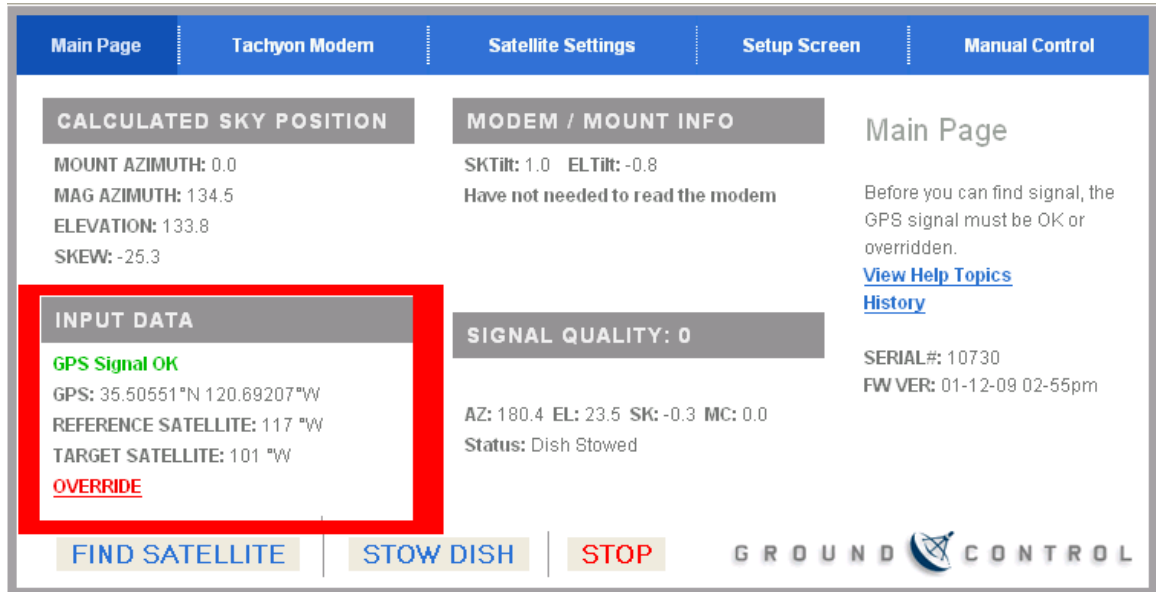 Main Page
Tachyon Modem
Satellite Settings
Setup Screen
Manual Control
CALCULATED SKY POSITION
MOUNT AZIMUTH: 0.0
MAG AZIMUTH: 134.5
ELEVATION: 133.8
SKEW: -25.3
MODEM / MOUNT INFO
SKTilt: 1.0 ELTilt: -0.8
Have not needed to read the modem
Main Page
Before you can find signal, the
GPS signal must be OK or
overridden.
View Help Topics
History
INPUT DATA
GPS Signal OK
GPS: 35.50551°N 120.69207°W
REFERENCE SATELLITE: 117 °W
TARGET SATELLITE: 101 °W
OVERRIDE
SIGNAL QUALITY: 0
AZ: 180.4 EL: 23.5 SK: -0.3 MC: 0.0
Status: Dish Stowed
SERIAL#: 10730
FW VER: 01-12-09 02-55pm
FIND SATELLITE
STOW DISH
STOP
GROUND CONTROL